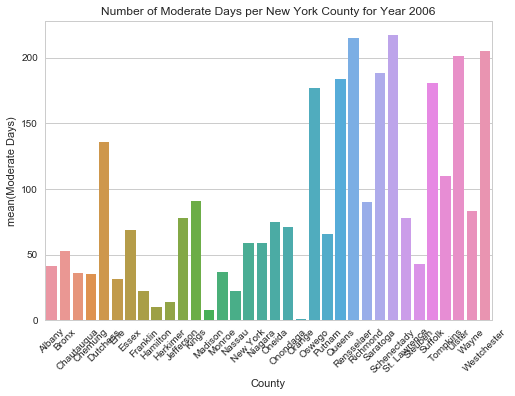 Number of Moderate Days per New York County for Year 2006
mean(Moderate Days)
200
150
100
50
0
Albany
Bronx
Chautauqua
Chemung
Dutchess
Erie
Essex
Franklin
Hamilton
Herkimer
Jefferson
Kings
Madison
Monroe
Nassau
New York
Niagara
Oneida
Onondaga
Orange
Oswego
Putnam
Queens
Rensselaer
Richmond
Saratoga
Schenectady
St. Lawrence
Steuben
Suffolk
Tompkins
Ulster
Wayne
Westchester
County